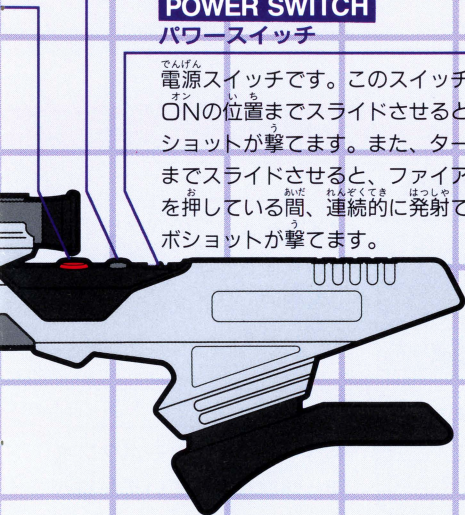 POWER SWITCH
パワースイッチ
電源スイッチです。このスイッチ
ONの位置までスライドさせると
ショットが撃てます。また、ター
までスライドさせると、ファイア
を押している間、連続的に発射で
ボショットが撃てます。